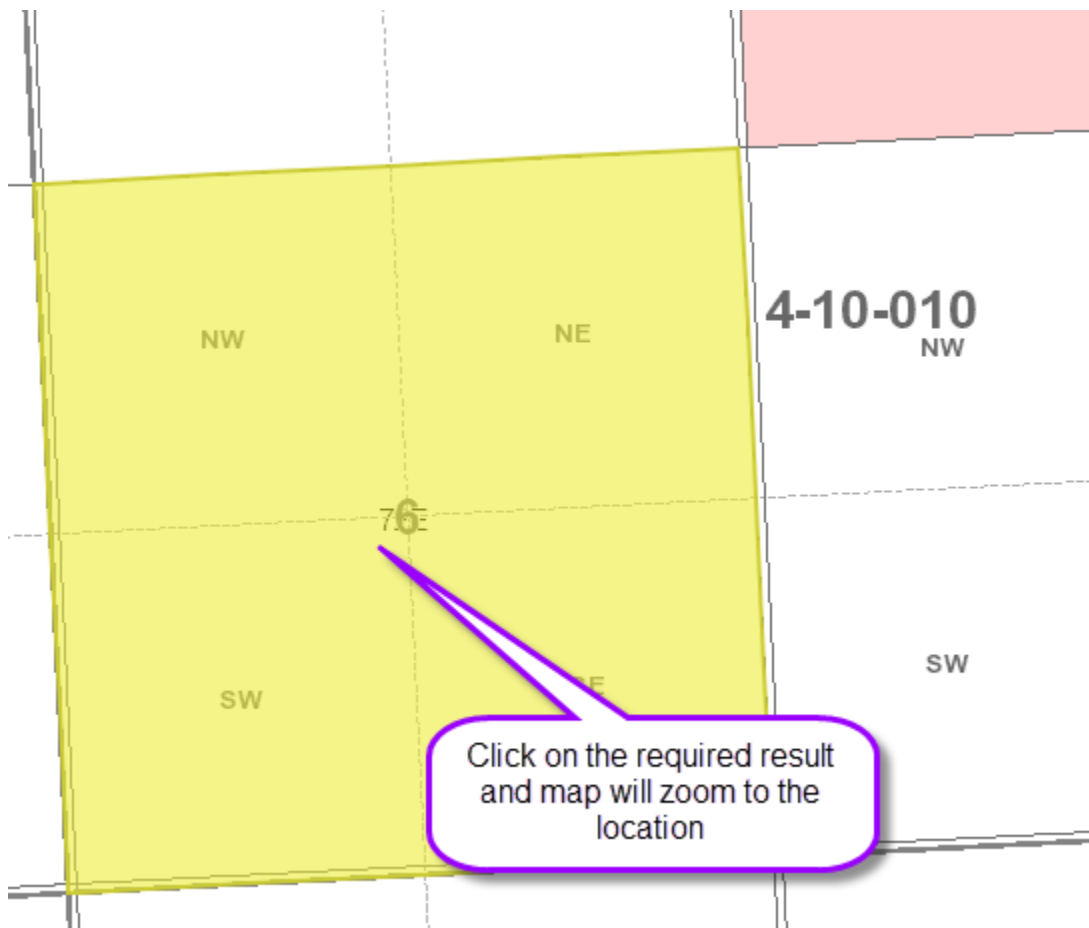 4-10-010
NW
NE
NW
6
SW
SE
SW
Click on the required result
and map will zoom to the
location